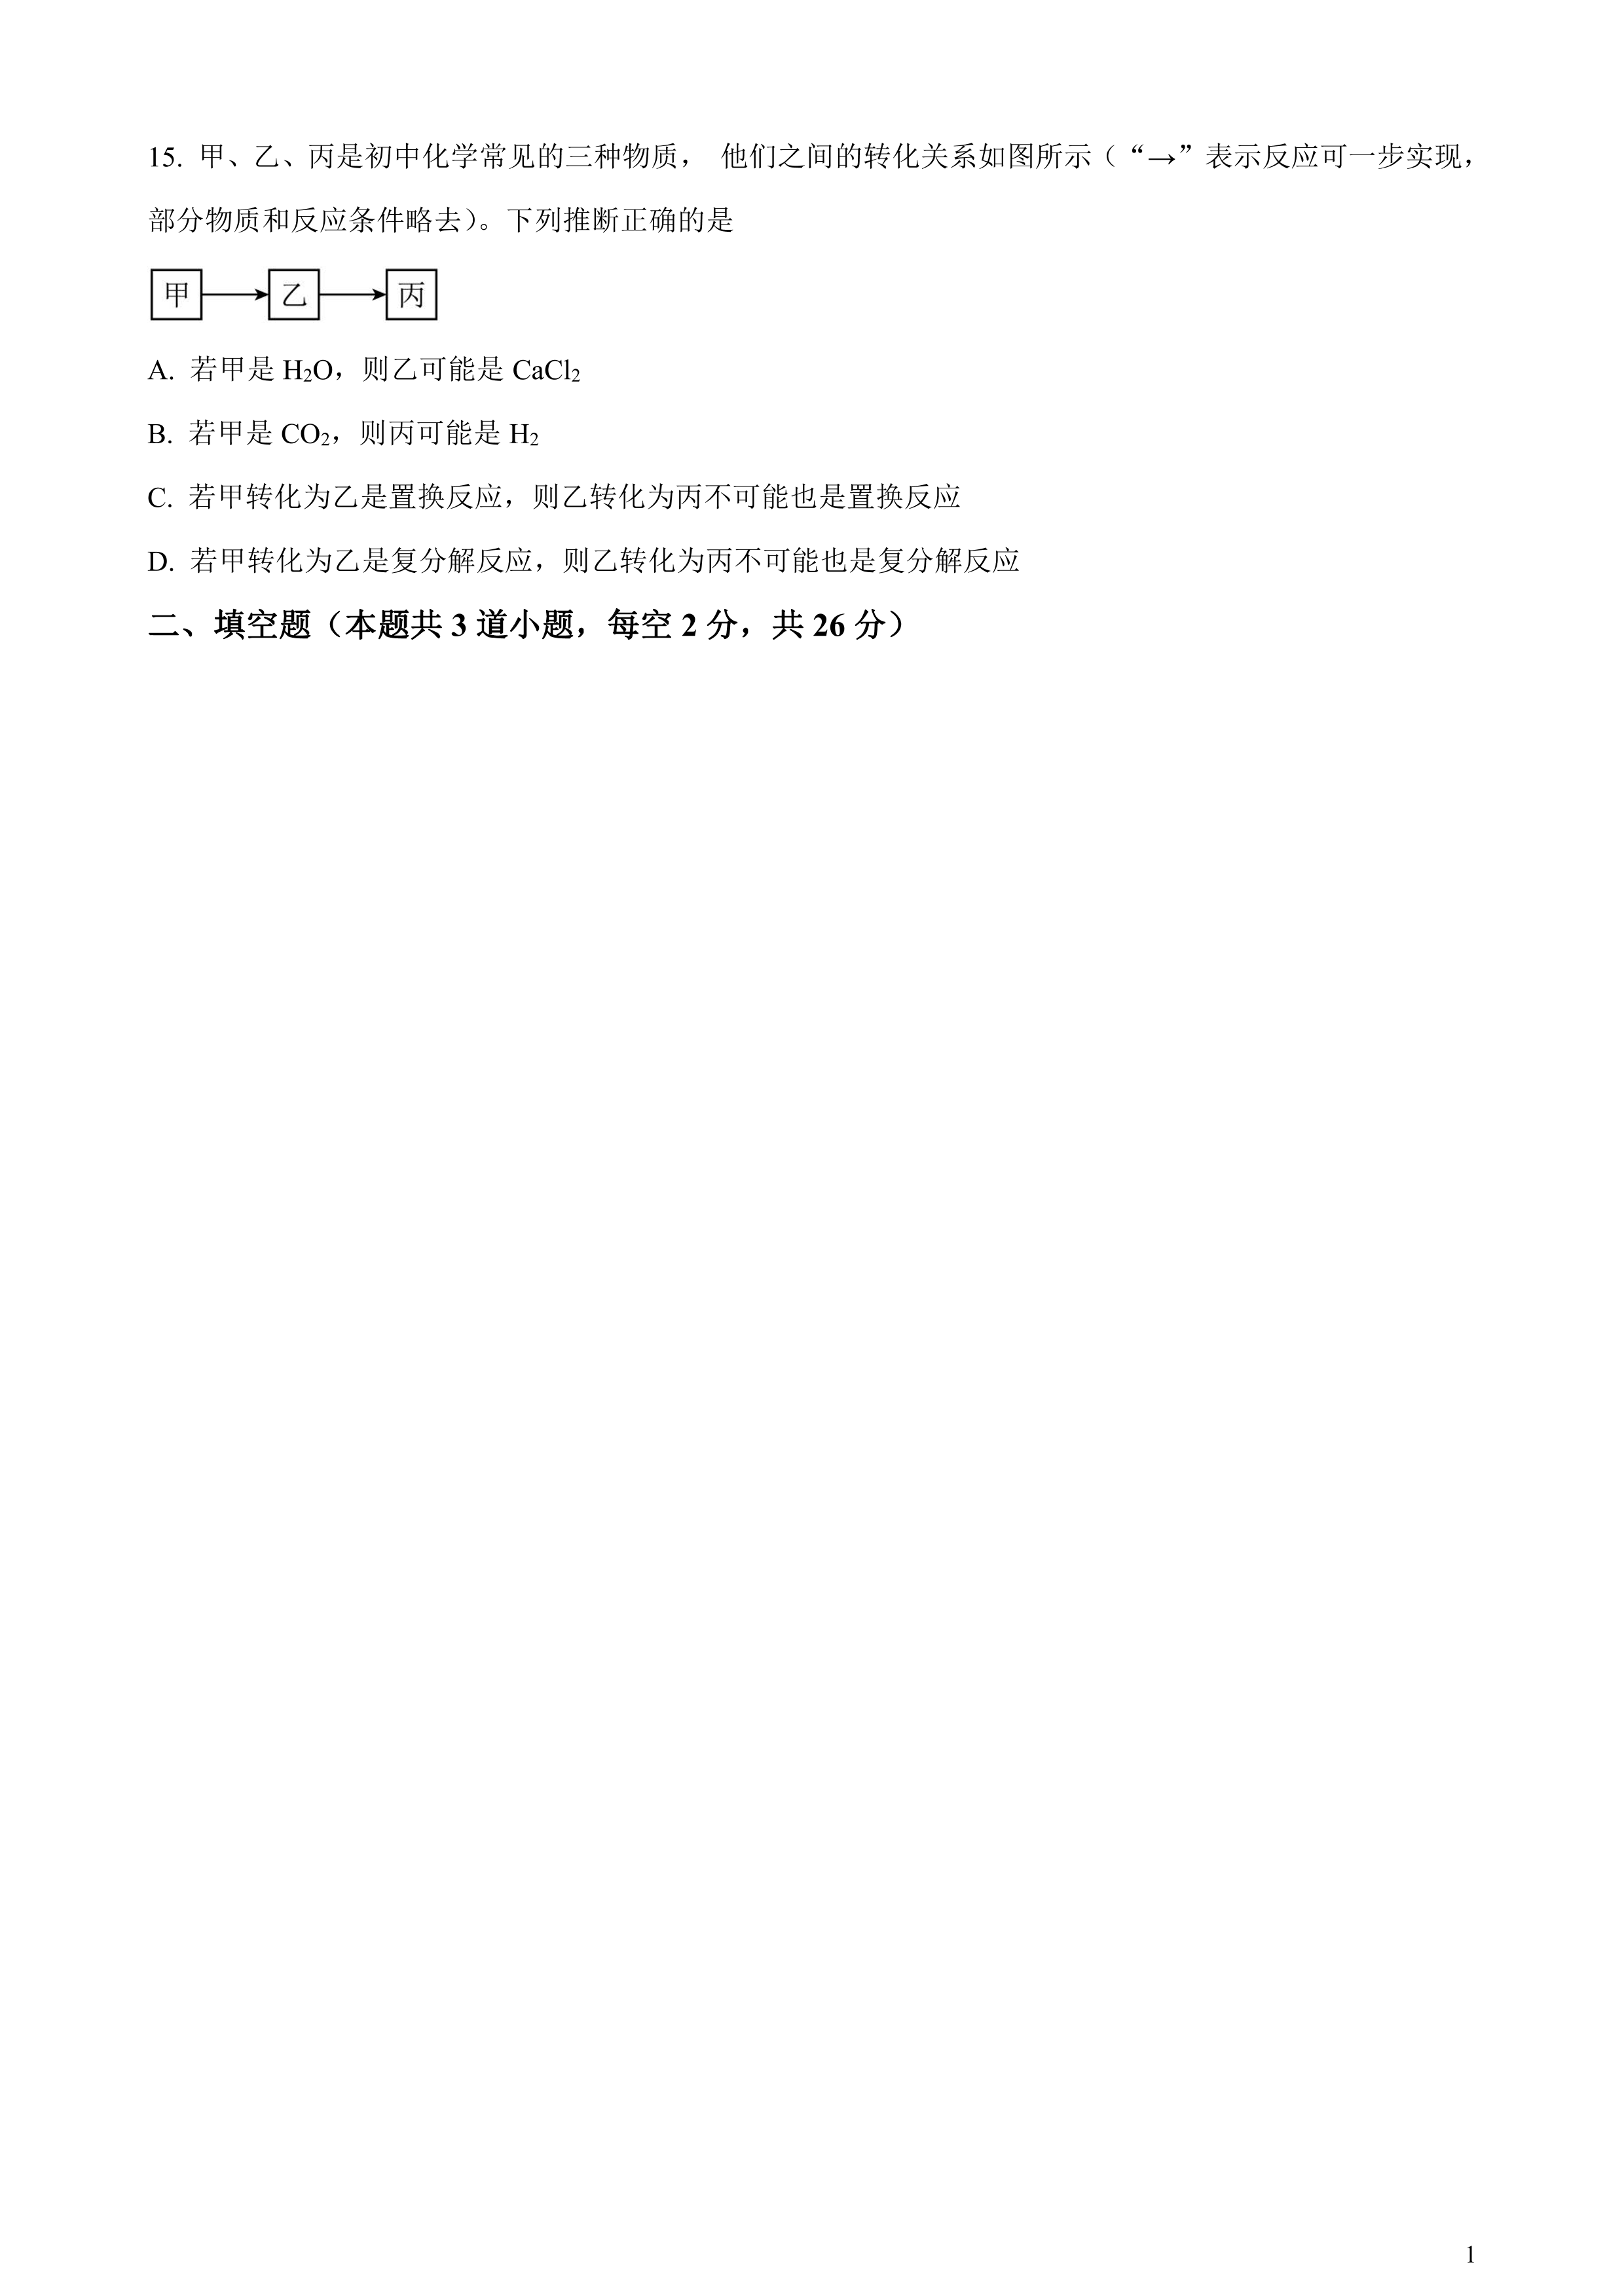 15. 甲、乙、丙是初中化学常见的三种物质， 他们之间的转化关系如图所示（“→”表示反应可一步实现，
部分物质和反应条件略去）。下列推断正确的是
甲 乙 丙
A. 若甲是 H₂O，则乙可能是 CaCl₂
B. 若甲是 CO₂，则丙可能是 H₂
C. 若甲转化为乙是置换反应，则乙转化为丙不可能也是置换反应
D. 若甲转化为乙是复分解反应，则乙转化为丙不可能也是复分解反应
二、填空题（本题共 3 道小题，每空 2 分，共 26 分）
1